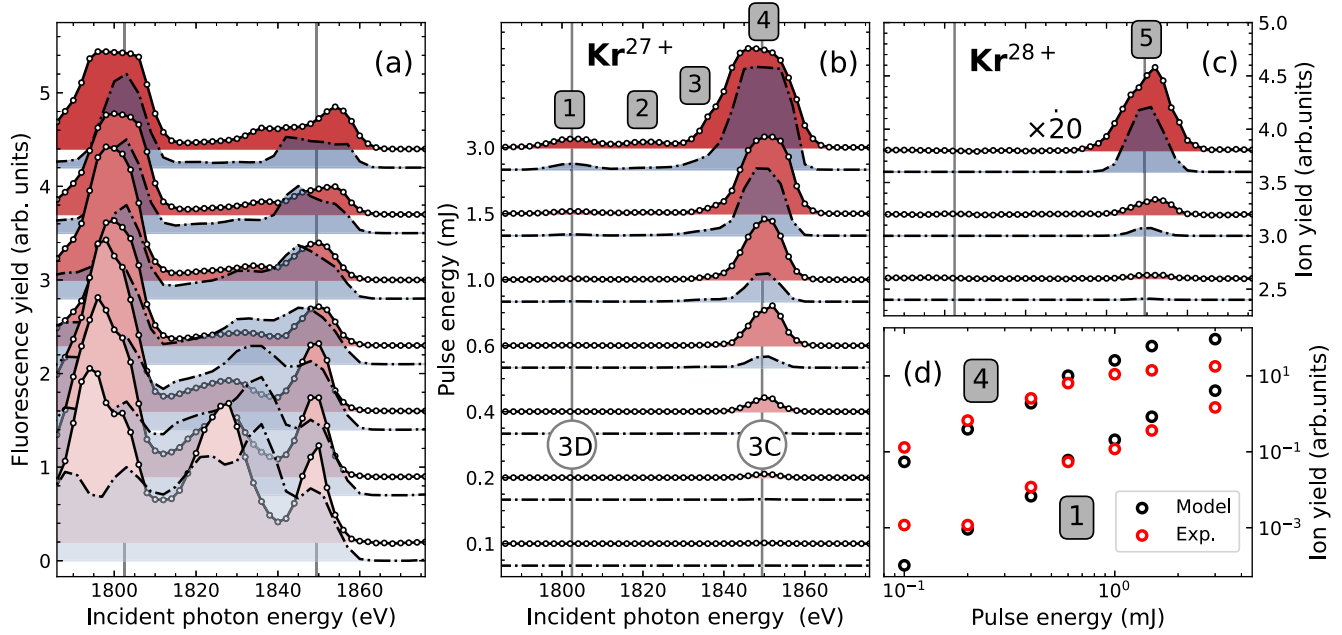 (a)
Fluorescence yield (arb. units)
5
4
3
2
1
0
1800
1820
1840
1860
Incident photon energy (eV)
Kr27+
(b)
1
2
3
4
Pulse energy (mJ)
3.0
1.5
1.0
0.6
0.4
0.2
0.1
3D
3C
1800
1820
1840
1860
Incident photon energy (eV)
Kr28+
5
(c)
×20
5.0
4.5
4.0
3.5
3.0
2.5
Ion yield (arb.units)
(d)
4
1
Model
Exp.
10^1
10^−1
10^−3
Ion yield (arb.units)
10^−1
10^0
Pulse energy (mJ)